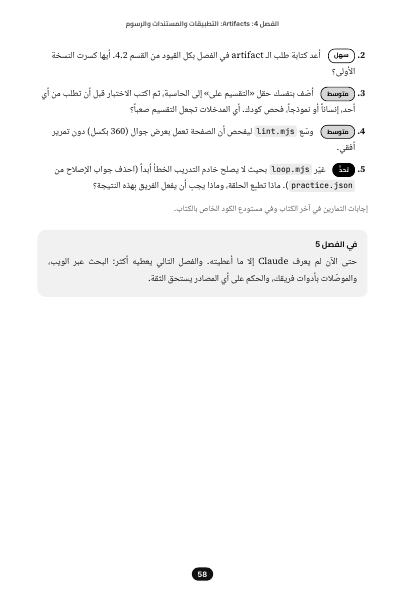 الفصل 4: Artifacts: التطبيقات والمستندات والرسوم
2. سهل أعد كتابة طلب الـ artifact في الفصل بكل القيود من القسم 4.2. أيها كسرت النسخة
الأولى؟
3. متوسط أضف بنفسك حقل «التقسيم على» إلى الحاسبة، ثم اكتب الاختبار قبل أن تطلب من أي
أحد، إنساناً أو نموذجاً، فحص كودك. أي المدخلات تجعل التقسيم صعباً؟
4. متوسط وسّع lint.mjs ليفحص أن الصفحة تعمل بعرض جوال (360 بكسل) دون تمرير
أفقي.
5. تحدٍّ غيّر loop.mjs بحيث لا يصلح خادم التدريب الخطأ أبداً (احذف جواب الإصلاح من
practice.json). ماذا تطبع الحلقة، وماذا يجب أن يفعل الفريق بهذه النتيجة؟
إجابات التمارين في آخر الكتاب وفي مستودع الكود الخاص بالكتاب.
في الفصل 5
حتى الآن لم يعرف Claude إلا ما أعطيته. والفصل التالي يعطيه أكثر: البحث عبر الويب،
والموصّلات بأدوات فريقك، والحكم على أي المصادر يستحق الثقة.
58